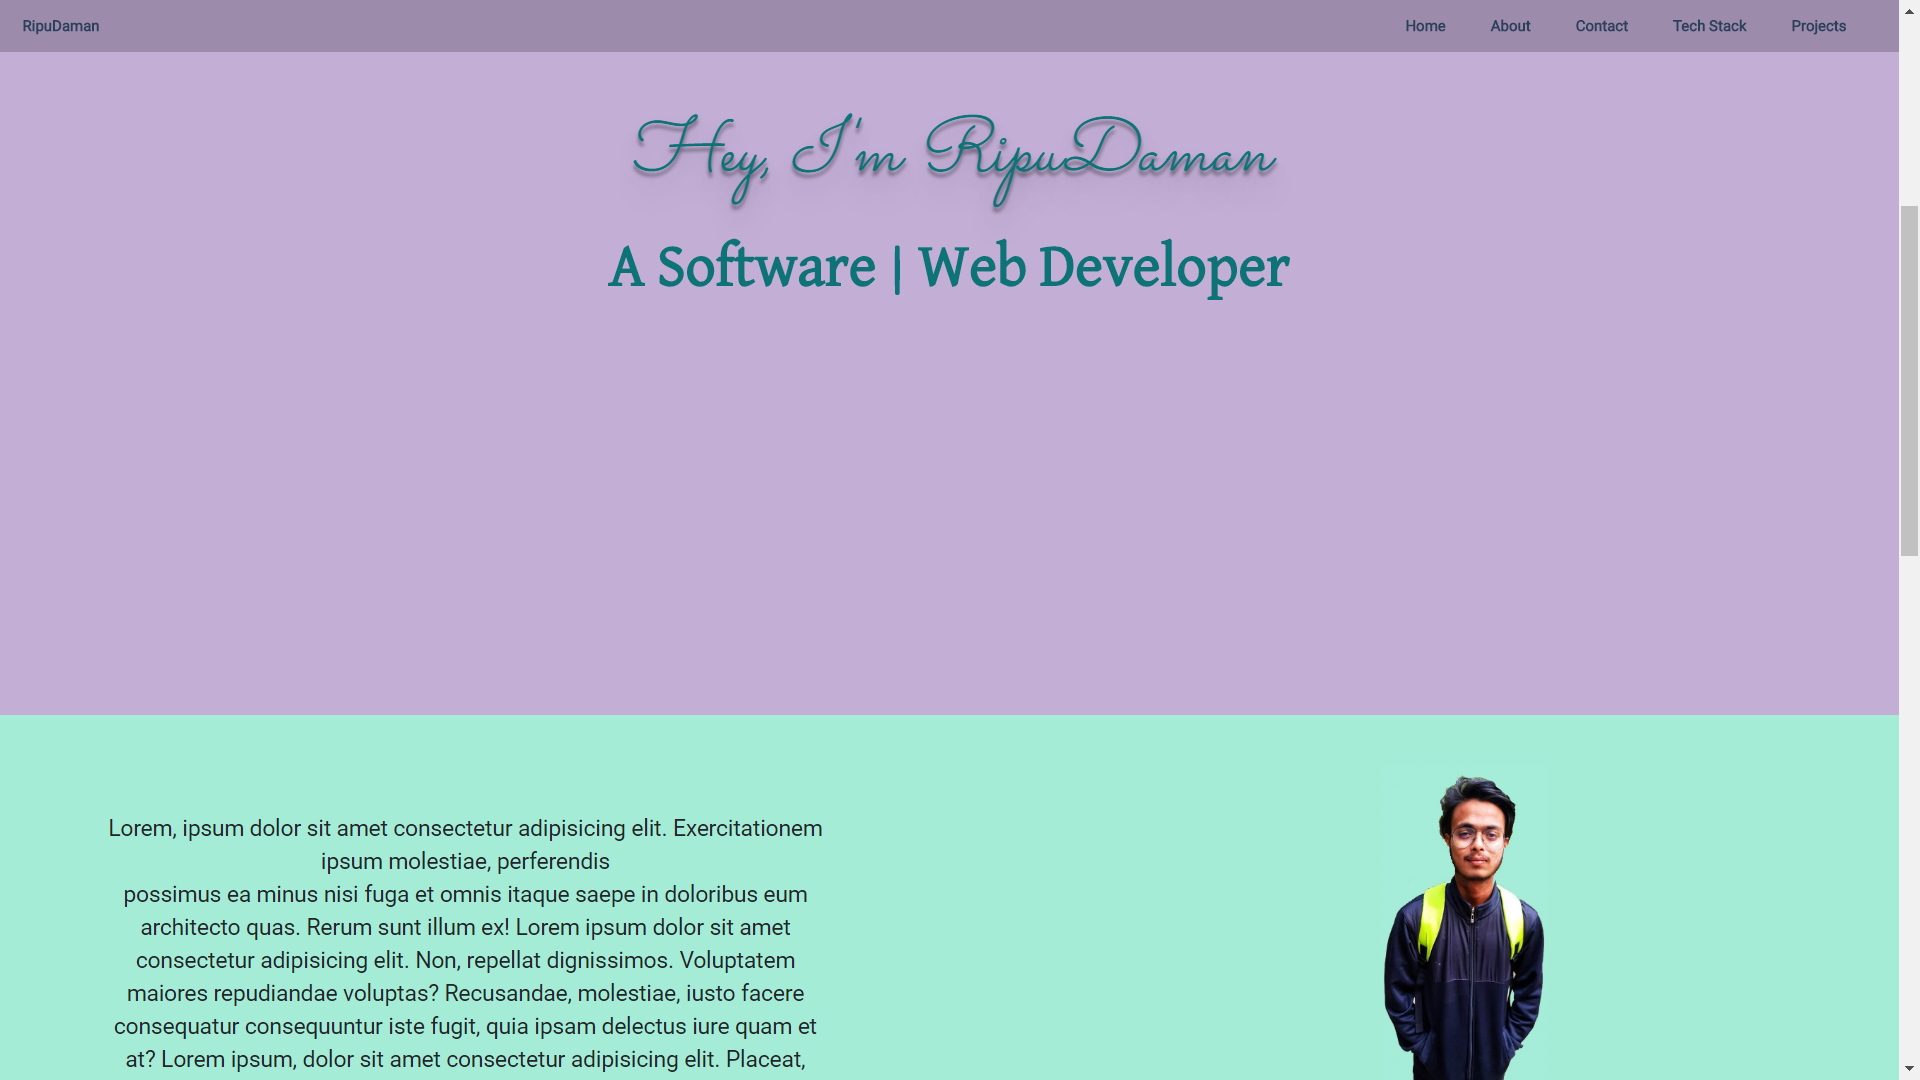 RipuDaman
Home About Contact Tech Stack Projects
Hey, I'm RipuDaman
A Software | Web Developer
Lorem, ipsum dolor sit amet consectetur adipisicing elit. Exercitationem
ipsum molestiae, perferendis
possimus ea minus nisi fuga et omnis itaque saepe in doloribus eum
architecto quas. Rerum sunt illum ex! Lorem ipsum dolor sit amet
consectetur adipisicing elit. Non, repellat dignissimos. Voluptatem
maiores repudiandae voluptas? Recusandae, molestiae, iusto facere
consequatur consequuntur iste fugit, quia ipsam delectus iure quam et
at? Lorem ipsum, dolor sit amet consectetur adipisicing elit. Placeat,